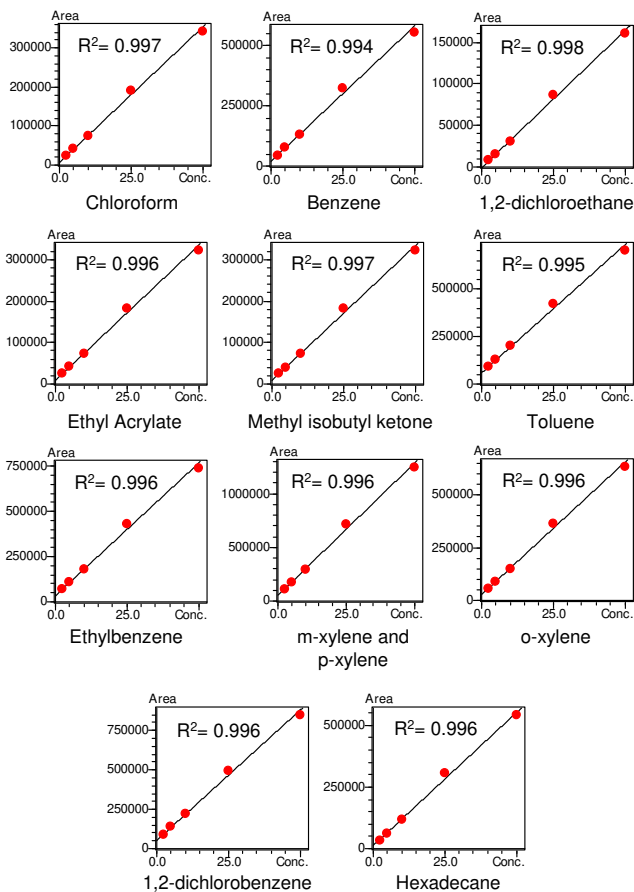 Area
R²= 0.997
300000
200000
100000
0
0.0 25.0 Conc.
Chloroform
Area
R²= 0.994
500000
250000
0
0.0 25.0 Conc.
Benzene
Area
R²= 0.998
150000
100000
50000
0
0.0 25.0 Conc.
1,2-dichloroethane
Area
R²= 0.996
300000
200000
100000
0
0.0 25.0 Conc.
Ethyl Acrylate
Area
R²= 0.997
300000
200000
100000
0
0.0 25.0 Conc.
Methyl isobutyl ketone
Area
R²= 0.995
500000
250000
0
0.0 25.0 Conc.
Toluene
Area
R²= 0.996
750000
500000
250000
0
0.0 25.0 Conc.
Ethylbenzene
Area
R²= 0.996
1000000
500000
0
0.0 25.0 Conc.
m-xylene and
p-xylene
Area
R²= 0.996
500000
250000
0
0.0 25.0 Conc.
o-xylene
Area
R²= 0.996
750000
500000
250000
0
0.0 25.0 Conc.
1,2-dichlorobenzene
Area
R²= 0.996
500000
250000
0
0.0 25.0 Conc.
Hexadecane